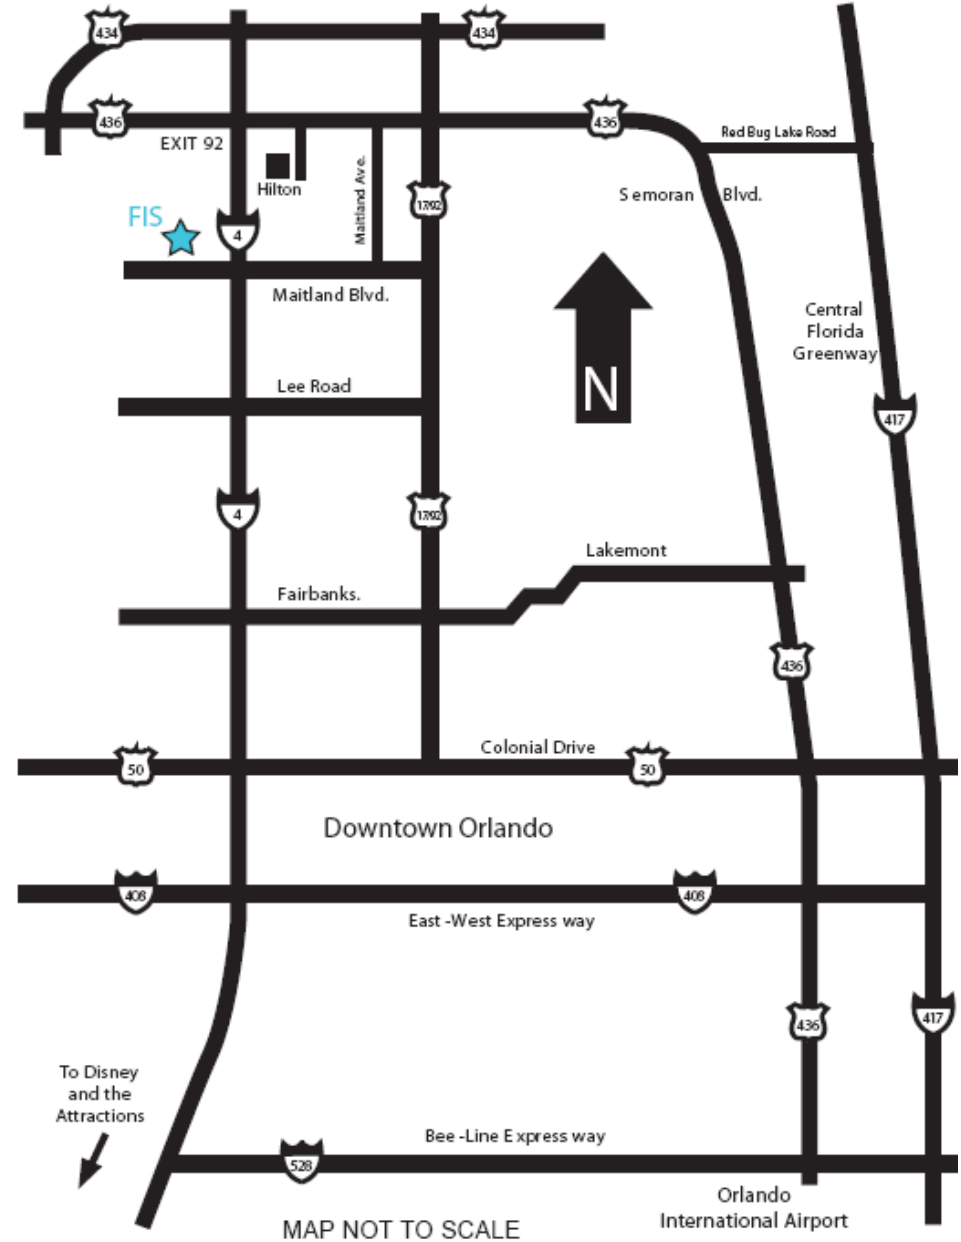 434
434
436
436
EXIT 92
Red Bug Lake Road
Hilton
Maitland Ave.
1792
Semoran Blvd.
FIS
4
Maitland Blvd.
Central
Florida
Greenway
N
Lee Road
417
4
1792
Lakemont
Fairbanks.
436
Colonial Drive
50
50
Downtown Orlando
408
408
East -West Express way
436
417
To Disney
and the
Attractions
Bee -Line Express way
528
Orlando
International Airport
MAP NOT TO SCALE